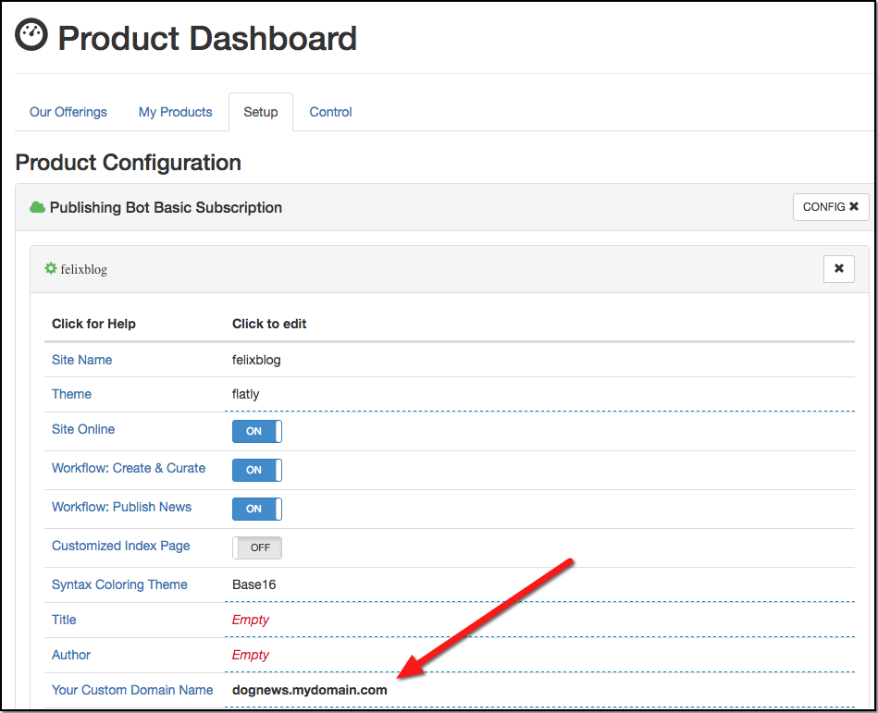 Product Dashboard
Our Offerings My Products Setup Control
Product Configuration
Publishing Bot Basic Subscription CONFIG ✖
felixblog ✖
Click for Help Click to edit
Site Name felixblog
Theme flatly
Site Online ON
Workflow: Create & Curate ON
Workflow: Publish News ON
Customized Index Page OFF
Syntax Coloring Theme Base16
Title Empty
Author Empty
Your Custom Domain Name dognews.mydomain.com